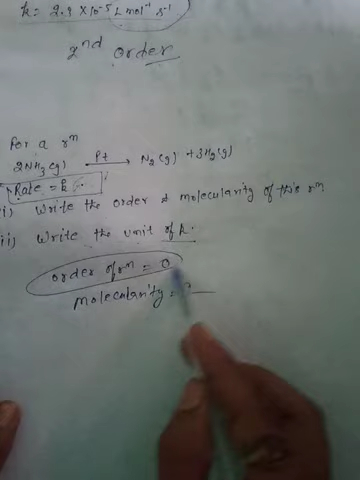 k = 2.9 × 10⁻⁵ L mol⁻¹ s⁻¹
2nd order
For a rxn
2NH3(g) Pt → N2(g) + 3H2(g)
Rate = k
i) Write the order & molecularity of this rxn
ii) Write the unit of k.
order of rxn = 0
molecularity =